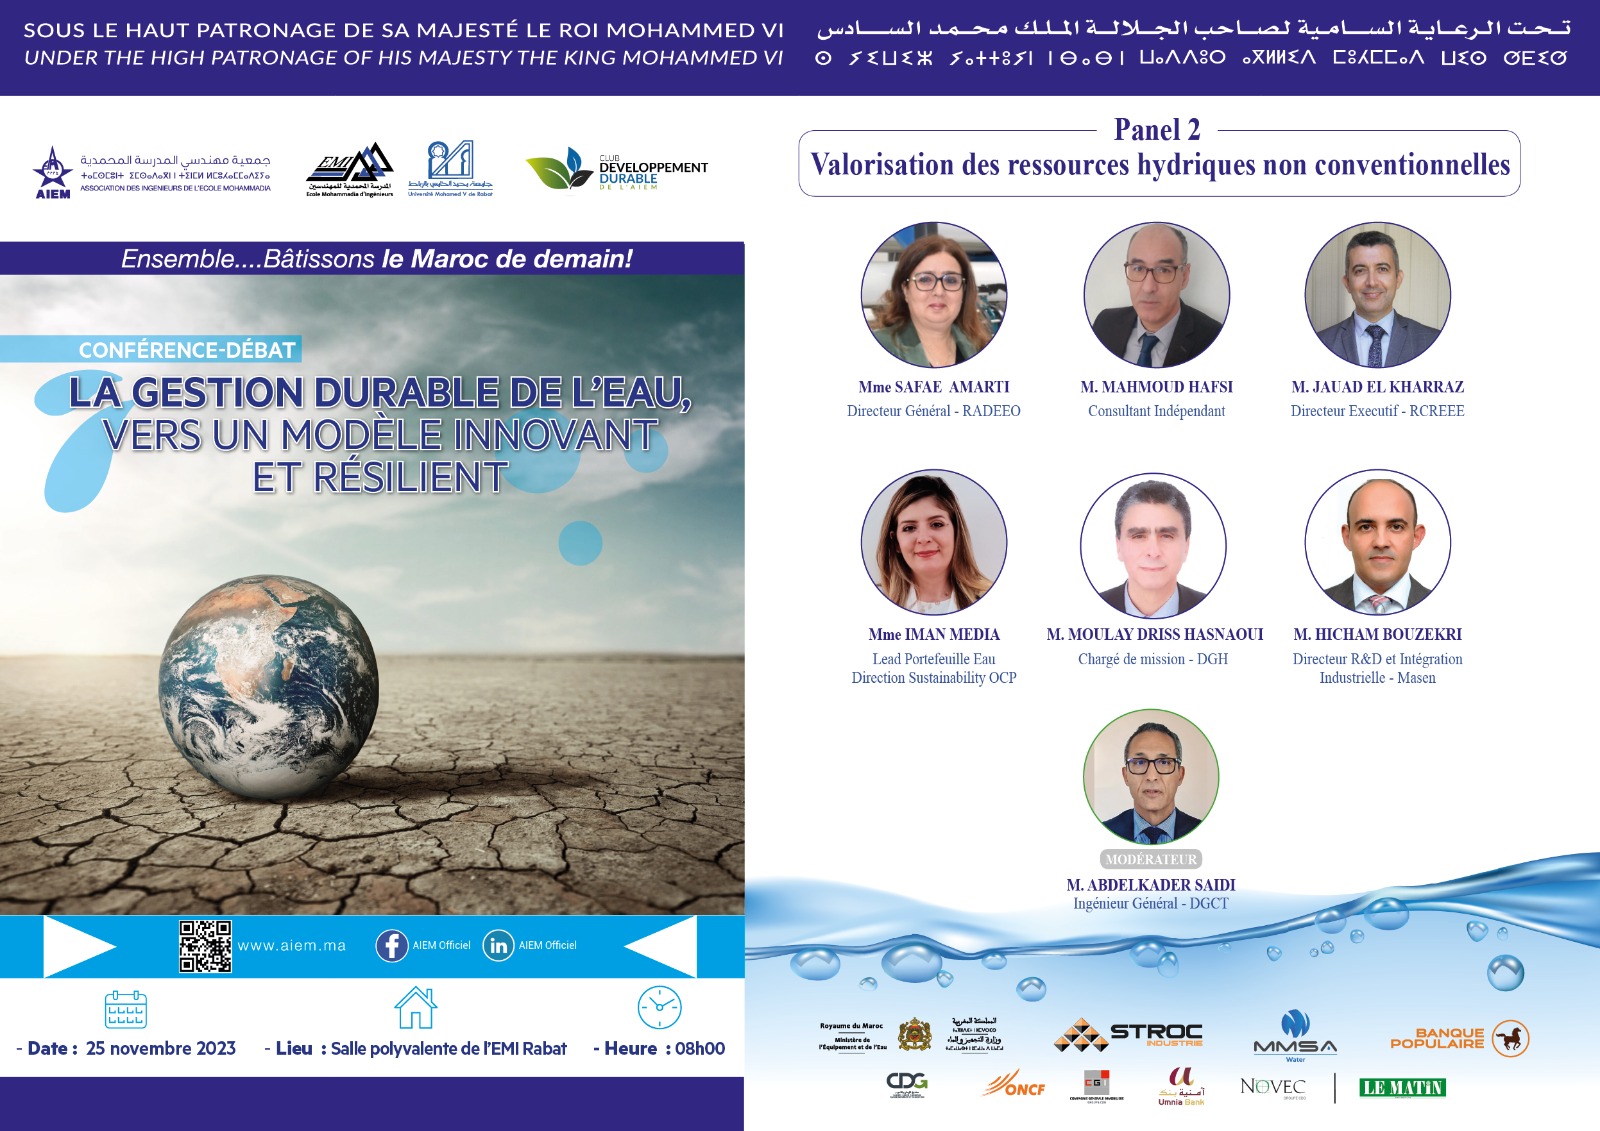 SOUS LE HAUT PATRONAGE DE SA MAJESTÉ LE ROI MOHAMMED VI
UNDER THE HIGH PATRONAGE OF HIS MAJESTY THE KING MOHAMMED VI
تحت الرعاية السامية لصاحب الجلالة الملك محمد السادس
جمعية مهندسي المدرسة المحمدية
ASSOCIATION DES INGENIEURS DE L'ECOLE MOHAMMADIA
AIEM
EMI
المدرسة المحمدية للمهندسين
Ecole Mohammadia d'Ingénieurs
جامعة محمد الخامس بالرباط
Université Mohamed V de Rabat
CLUB
DEVELOPPEMENT
DURABLE
DE L'AIEM
Ensemble....Bâtissons le Maroc de demain!
CONFÉRENCE-DÉBAT
LA GESTION DURABLE DE L'EAU,
VERS UN MODÈLE INNOVANT
ET RÉSILIENT
www.aiem.ma
AIEM Officiel
AIEM Officiel
- Date : 25 novembre 2023
- Lieu : Salle polyvalente de l'EMI Rabat
- Heure : 08h00
Panel 2
Valorisation des ressources hydriques non conventionnelles
Mme SAFAE AMARTI
Directeur Général - RADEEO
M. MAHMOUD HAFSI
Consultant Indépendant
M. JAUAD EL KHARRAZ
Directeur Executif - RCREEE
Mme IMAN MEDIA
Lead Portefeuille Eau
Direction Sustainability OCP
M. MOULAY DRISS HASNAOUI
Chargé de mission - DGH
M. HICHAM BOUZEKRI
Directeur R&D et Intégration
Industrielle - Masen
MODÉRATEUR
M. ABDELKADER SAIDI
Ingénieur Général - DGCT
Royaume du Maroc
Ministère de
l'Équipement et de l'Eau
المملكة المغربية
وزارة التجهيز والماء
STROC
INDUSTRIE
MMSA
Water
BANQUE
POPULAIRE
CDG
ONCF
CGI
أمنية بنك
Umnia Bank
NOVEC
LE MATIN